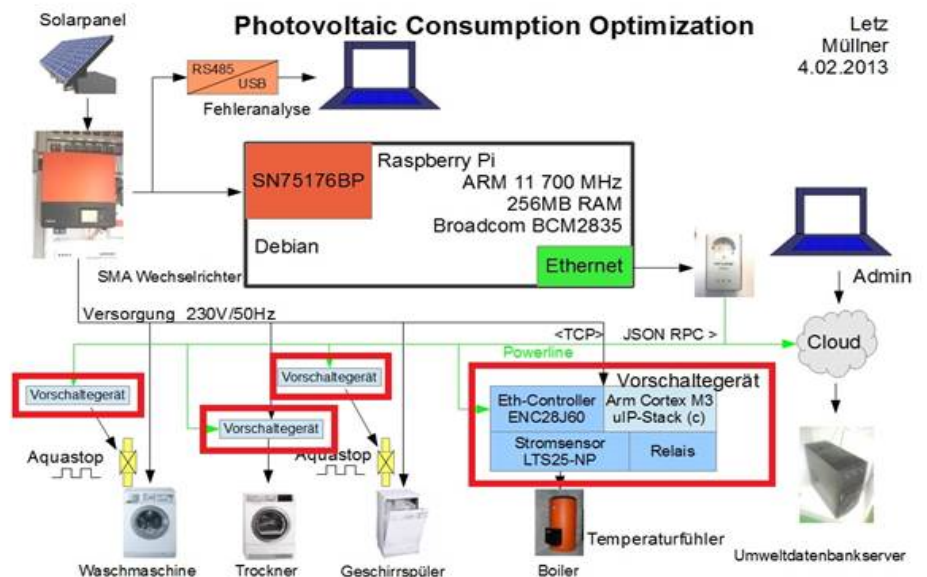 Solarpanel
Photovoltaic Consumption Optimization
Letz
Müllner
4.02.2013
RS485
USB
Fehleranalyse
SN75176BP
Raspberry Pi
ARM 11 700 MHz
256MB RAM
Broadcom BCM2835
Debian
Ethernet
SMA Wechselrichter
Admin
Versorgung 230V/50Hz
<TCP> JSON RPC >
Powerline
Cloud
Vorschaltegerät
Vorschaltegerät
Vorschaltegerät
Vorschaltegerät
Eth-Controller
ENC28J60
Arm Cortex M3
uIP-Stack (c)
Stromsensor
LTS25-NP
Relais
Aquastop
Aquastop
Temperaturfühler
Umweltdatenbankserver
Waschmaschine
Trockner
Geschirrspüler
Boiler